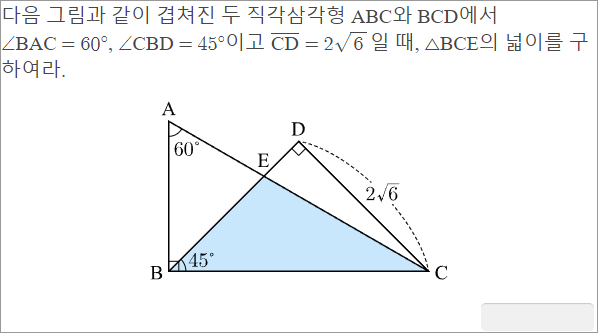 다음 그림과 같이 겹쳐진 두 직각삼각형 ABC와 BCD에서
∠BAC = 60°, ∠CBD = 45°이고 \overline{CD} = 2√6 일 때, △BCE의 넓이를 구
하여라.
A
D
60°
E
2√6
45°
B
C